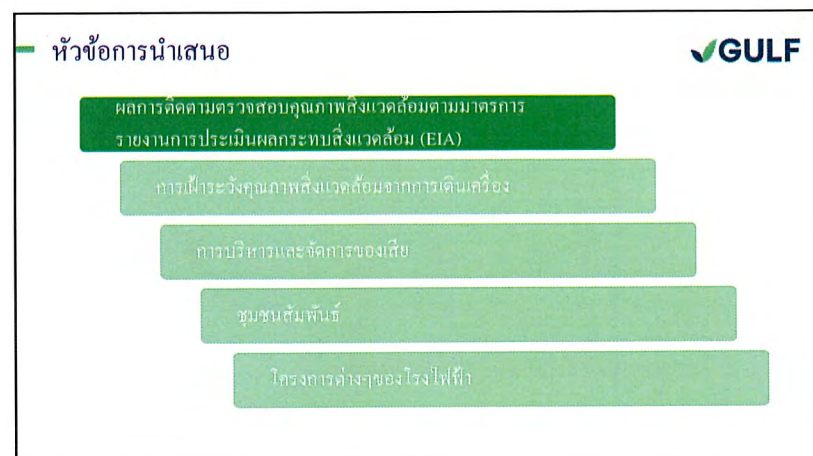 หัวข้อการนำเสนอ
GULF
ผลการติดตามตรวจสอบคุณภาพสิ่งแวดล้อมตามมาตรการ
รายงานการประเมินผลกระทบสิ่งแวดล้อม (EIA)
การเฝ้าระวังคุณภาพสิ่งแวดล้อมจากการเดินเครื่อง
การบริหารและจัดการของเสีย
ชุมชนสัมพันธ์
โครงการต่างๆของโรงไฟฟ้า